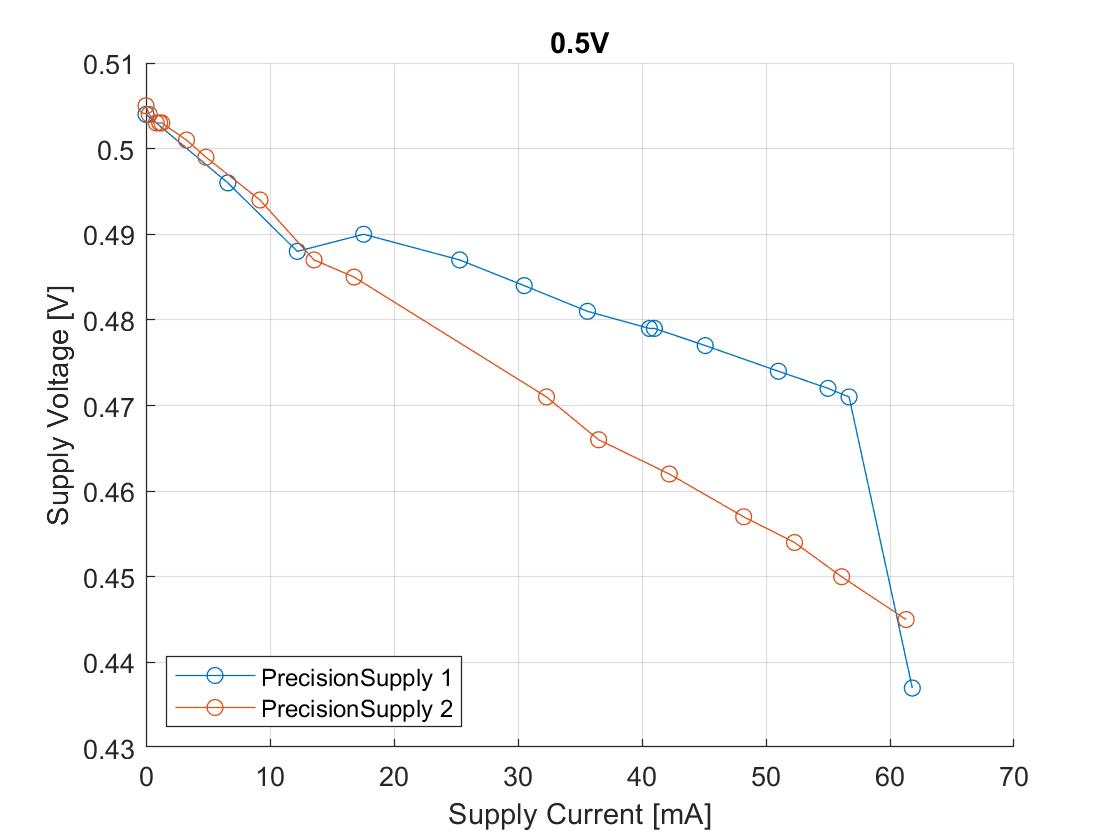 0.5V
0.51
0.5
0.49
0.48
0.47
0.46
0.45
0.44
0.43
Supply Voltage [V]
PrecisionSupply 1
PrecisionSupply 2
0 10 20 30 40 50 60 70
Supply Current [mA]